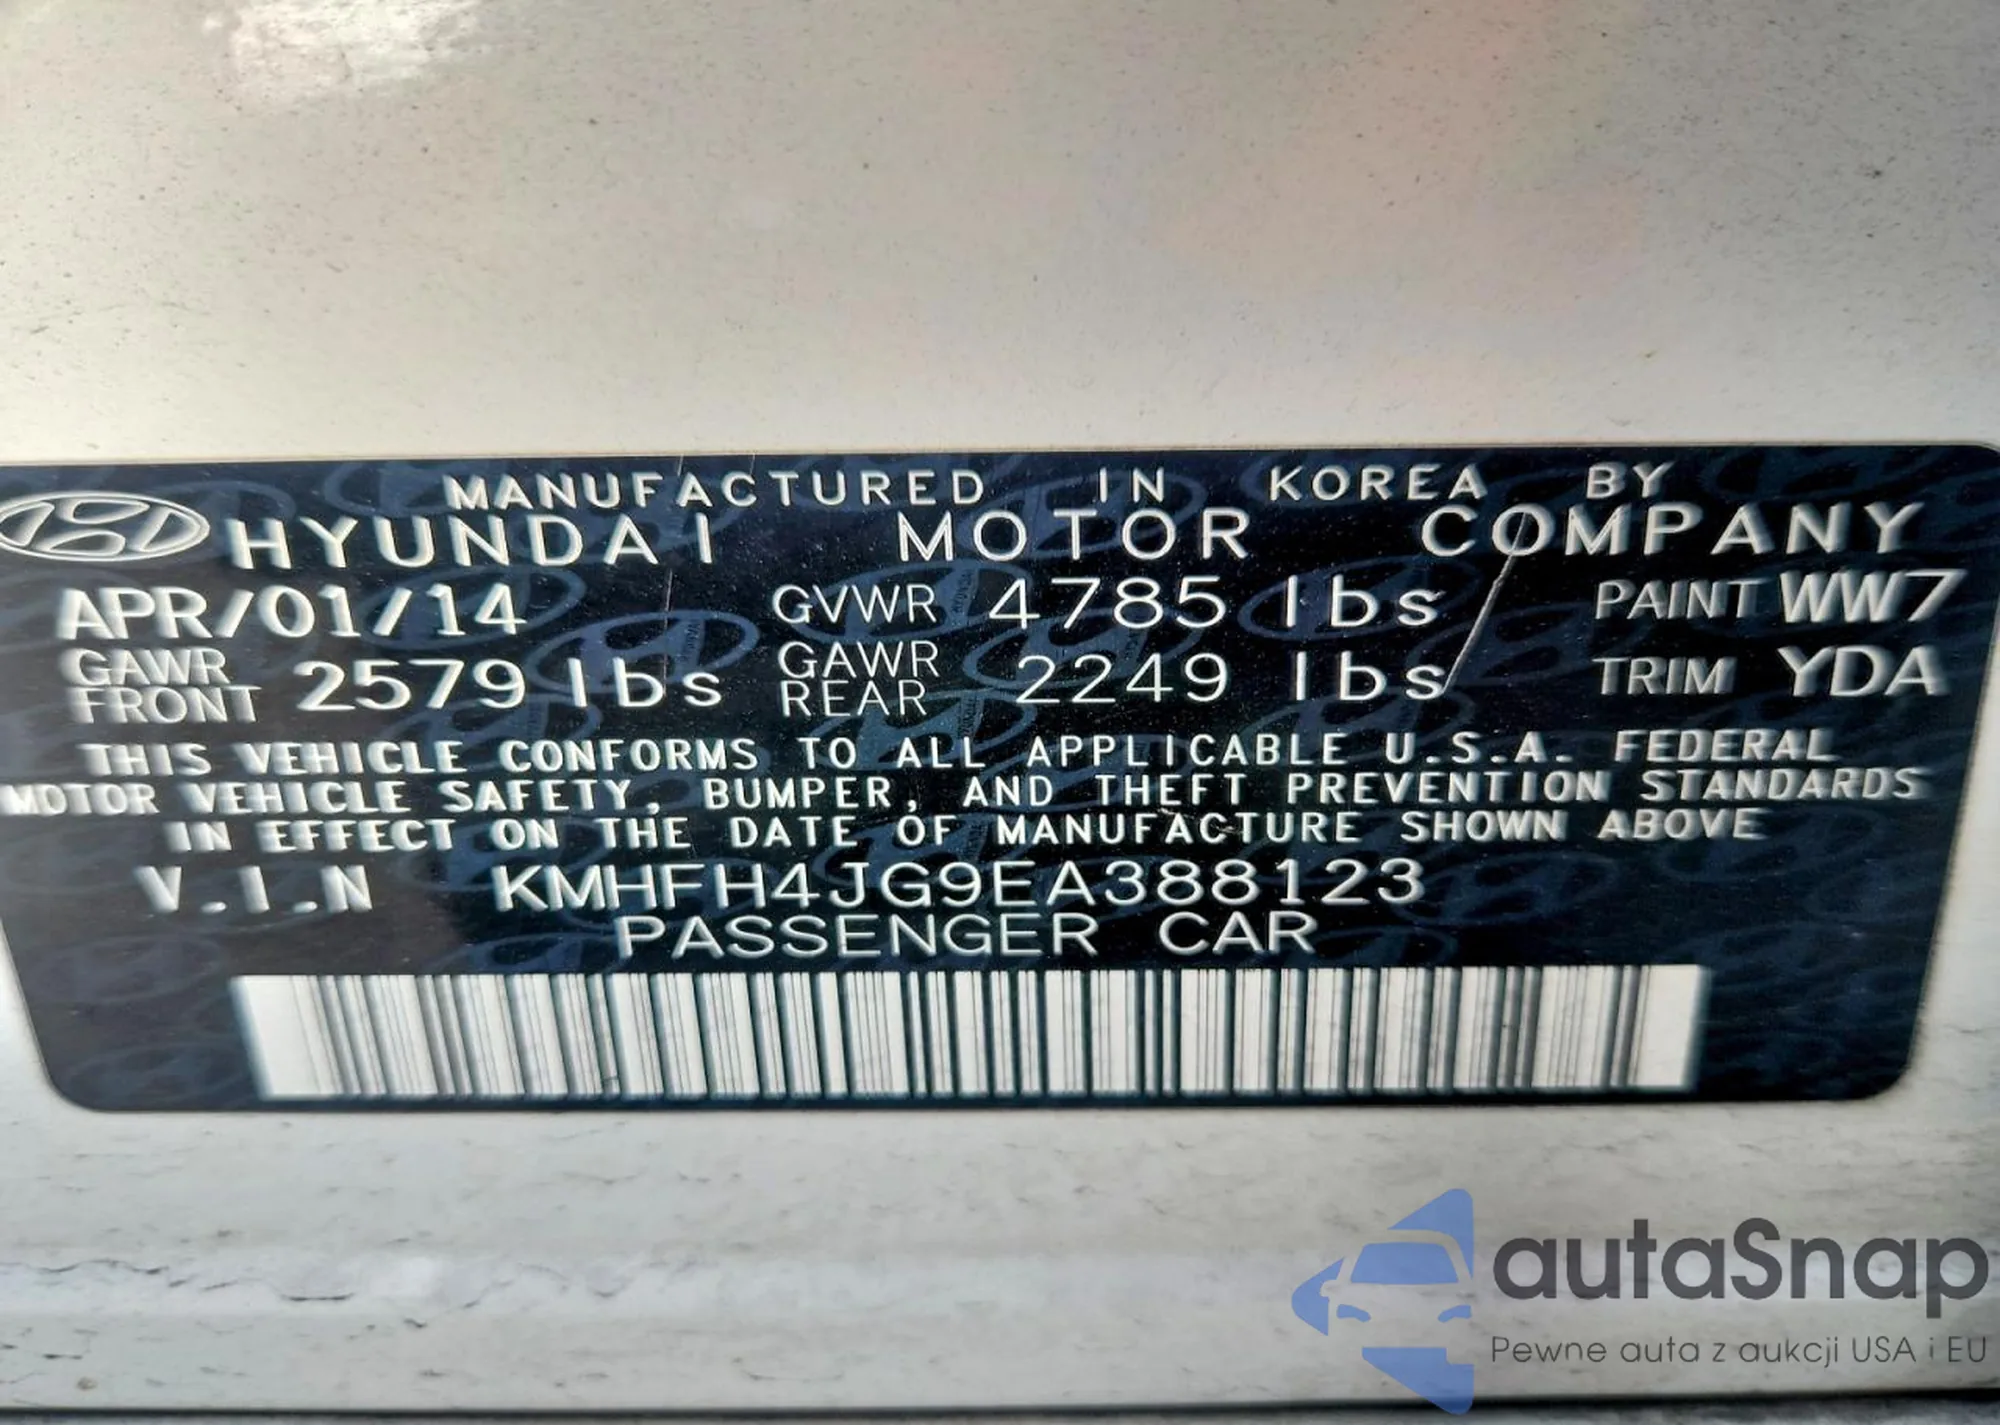 MANUFACTURED IN KOREA BY
HYUNDAI MOTOR COMPANY
APR/01/14 GVWR 4785 lbs PAINT WW7
GAWR FRONT 2579 lbs GAWR REAR 2249 lbs TRIM YDA
THIS VEHICLE CONFORMS TO ALL APPLICABLE U.S.A. FEDERAL
MOTOR VEHICLE SAFETY, BUMPER, AND THEFT PREVENTION STANDARDS
IN EFFECT ON THE DATE OF MANUFACTURE SHOWN ABOVE
V.I.N KMHFH4JG9EA388123
PASSENGER CAR
autaSnap
Pewne auta z aukcji USA i EU